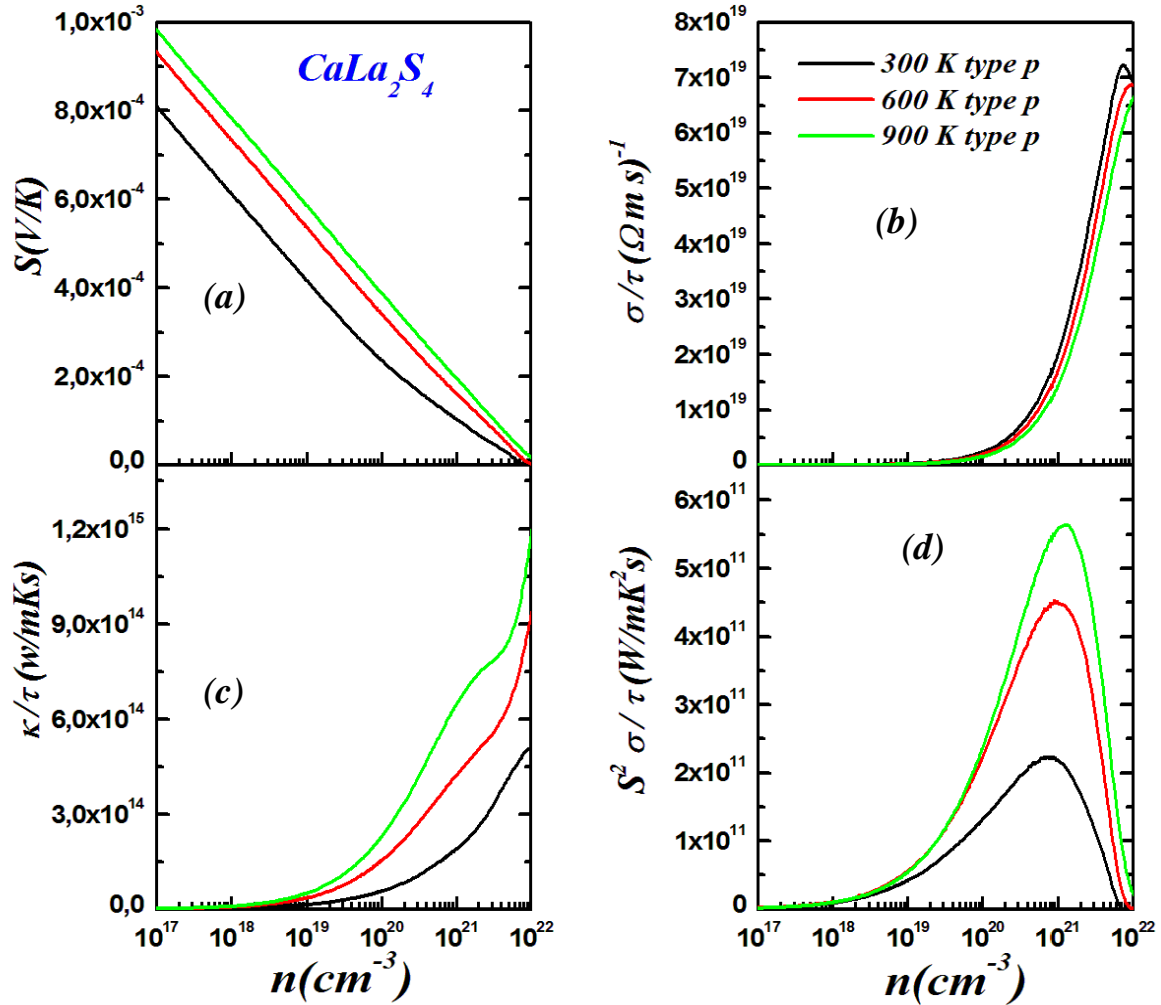 CaLa₂S₄
S(V/K)
1,0x10⁻³
8,0x10⁻⁴
6,0x10⁻⁴
4,0x10⁻⁴
2,0x10⁻⁴
0,0
(a)
σ/τ (Ω m s)⁻¹
8x10¹⁹
7x10¹⁹
6x10¹⁹
5x10¹⁹
4x10¹⁹
3x10¹⁹
2x10¹⁹
1x10¹⁹
0
300 K type p
600 K type p
900 K type p
(b)
κ/τ (w/mKs)
1,2x10¹⁵
9,0x10¹⁴
6,0x10¹⁴
3,0x10¹⁴
0,0
(c)
10¹⁷ 10¹⁸ 10¹⁹ 10²⁰ 10²¹ 10²²
n(cm⁻³)
S² σ/τ (W/mK²s)
6x10¹¹
5x10¹¹
4x10¹¹
3x10¹¹
2x10¹¹
1x10¹¹
0
(d)
10¹⁷ 10¹⁸ 10¹⁹ 10²⁰ 10²¹ 10²²
n(cm⁻³)